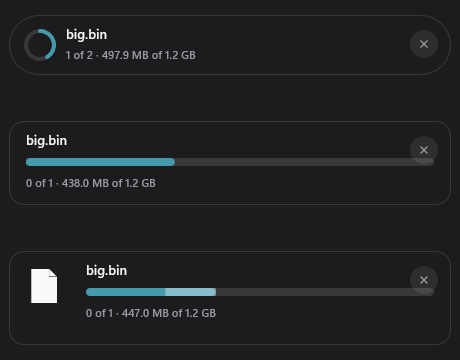 big.bin
1 of 2 · 497.9 MB of 1.2 GB
big.bin
0 of 1 · 438.0 MB of 1.2 GB
big.bin
0 of 1 · 447.0 MB of 1.2 GB